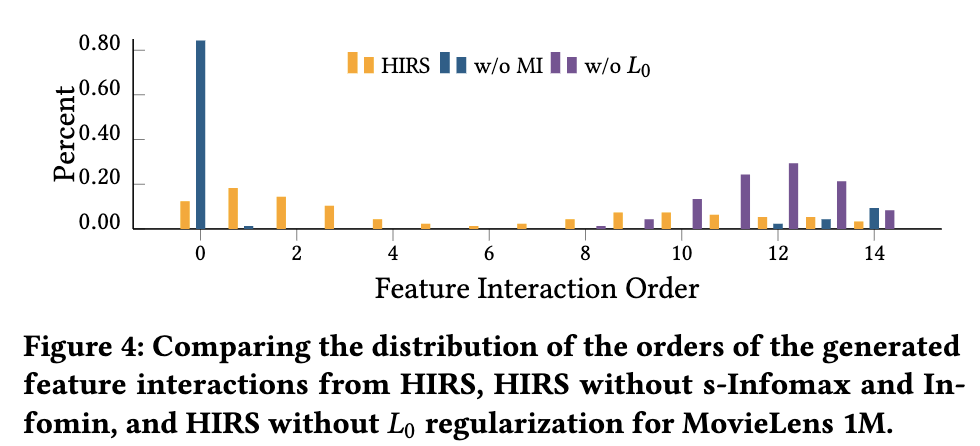 0.80
0.60
0.40
0.20
0.00
Percent
HIRS w/o MI w/o L0
0 2 4 6 8 10 12 14
Feature Interaction Order
Figure 4: Comparing the distribution of the orders of the generated
feature interactions from HIRS, HIRS without s-Infomax and In-
fomin, and HIRS without L0 regularization for MovieLens 1M.